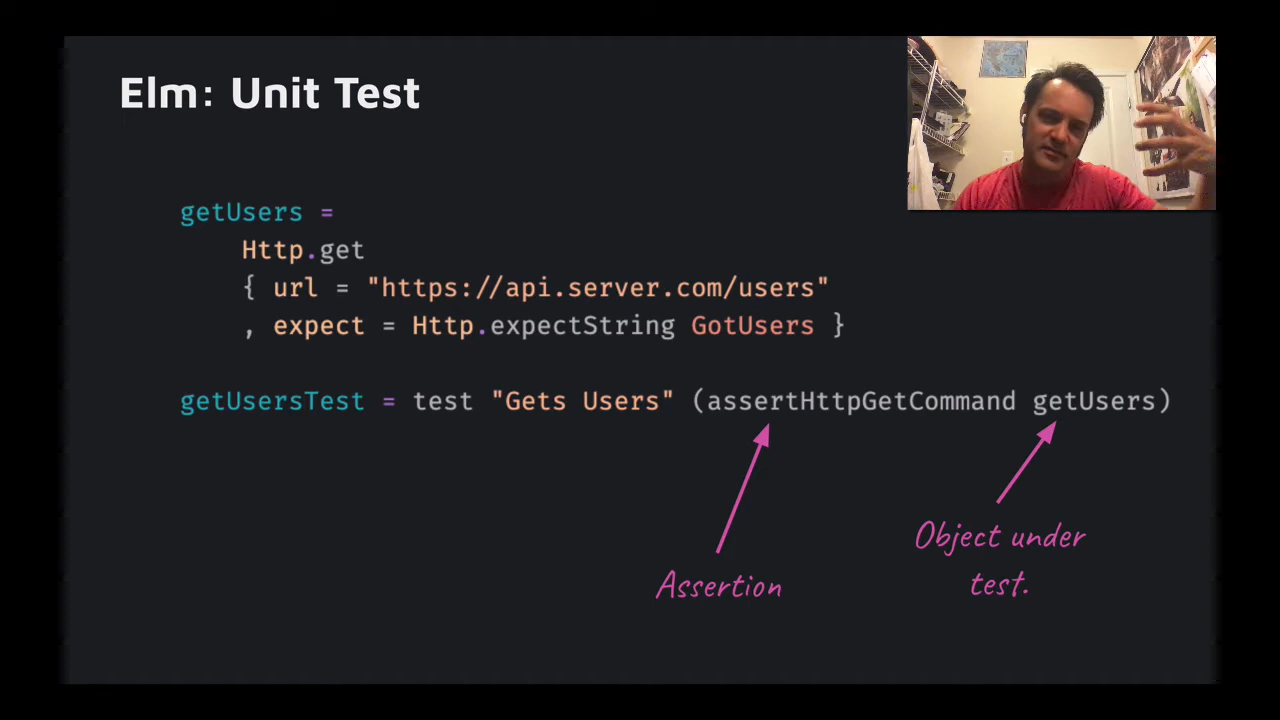 Elm: Unit Test
getUsers =
Http.get
{ url = "https://api.server.com/users"
, expect = Http.expectString GotUsers }
getUsersTest = test "Gets Users" (assertHttpGetCommand getUsers)
Assertion
Object under
test.